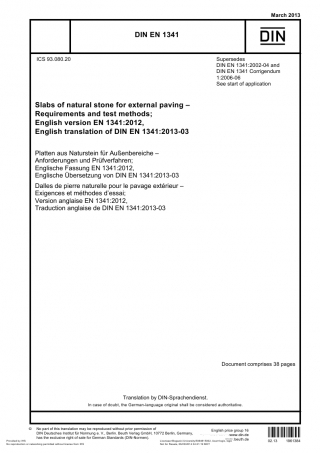 March 2013
DIN EN 1341
DIN
ICS 93.080.20
Supersedes
DIN EN 1341:2002-04 and
DIN EN 1341 Corrigendum
1:2006-06
See start of application
Slabs of natural stone for external paving –
Requirements and test methods;
English version EN 1341:2012,
English translation of DIN EN 1341:2013-03
Platten aus Naturstein für Außenbereiche –
Anforderungen und Prüfverfahren;
Englische Fassung EN 1341:2012,
Englische Übersetzung von DIN EN 1341:2013-03
Dalles de pierre naturelle pour le pavage extérieur –
Exigences et méthodes d'essai;
Version anglaise EN 1341:2012,
Traduction anglaise de DIN EN 1341:2013-03
Document comprises 38 pages
Translation by DIN-Sprachendienst.
In case of doubt, the German-language original shall be considered authoritative.
© No part of this translation may be reproduced without prior permission of
DIN Deutsches Institut für Normung e. V., Berlin. Beuth Verlag GmbH, 10772 Berlin, Germany,
has the exclusive right of sale for German Standards (DIN-Normen).
English price group 16
www.din.de
www.beuth.de